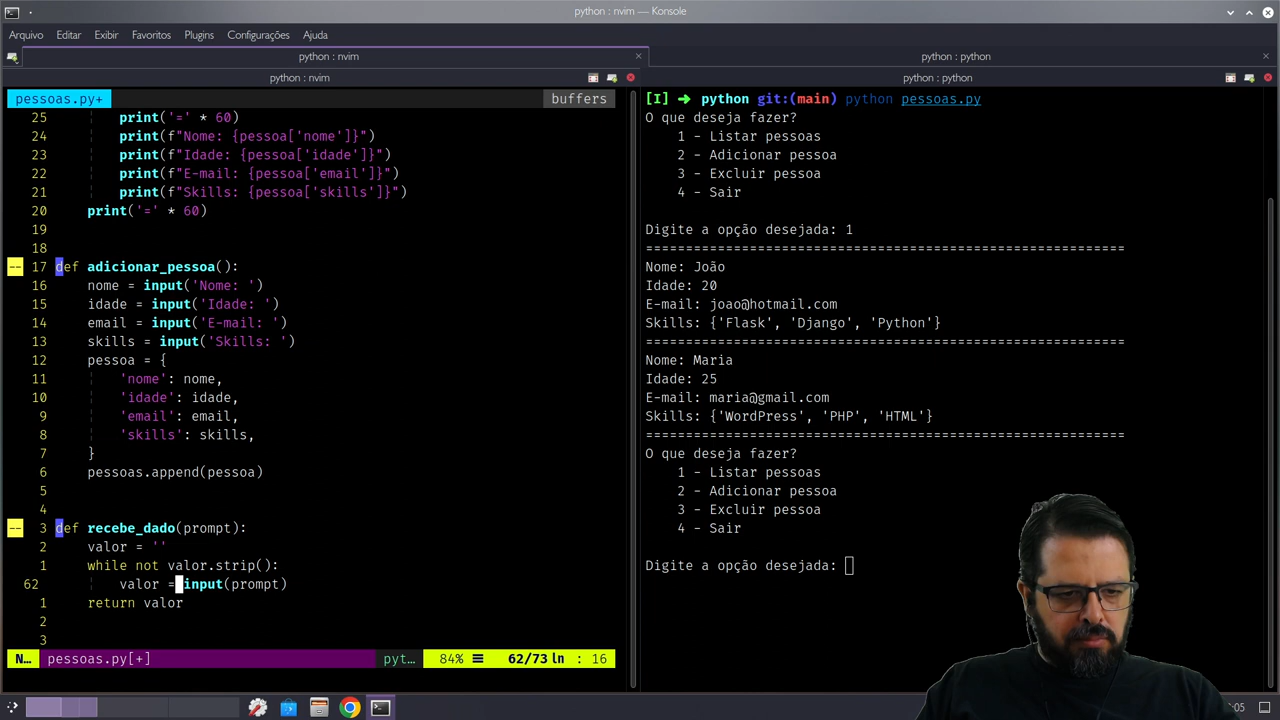 python : nvim — Konsole
Arquivo Editar Exibir Favoritos Plugins Configurações Ajuda
python : nvim
python : python
python : nvim
python : python
pessoas.py+ buffers
25 print('=' * 60)
24 print(f"Nome: {pessoa['nome']}")
23 print(f"Idade: {pessoa['idade']}")
22 print(f"E-mail: {pessoa['email']}")
21 print(f"Skills: {pessoa['skills']}")
20 print('=' * 60)
19
18
-- 17 def adicionar_pessoa():
16 nome = input('Nome: ')
15 idade = input('Idade: ')
14 email = input('E-mail: ')
13 skills = input('Skills: ')
12 pessoa = {
11 'nome': nome,
10 'idade': idade,
9 'email': email,
8 'skills': skills,
7 }
6 pessoas.append(pessoa)
5
4
-- 3 def recebe_dado(prompt):
2 valor = ''
1 while not valor.strip():
62 valor = input(prompt)
1 return valor
2
3
N… pessoas.py[+] pyt… 84% ☰ 62/73 ln : 16
[I] ➜ python git:(main) python pessoas.py
O que deseja fazer?
1 - Listar pessoas
2 - Adicionar pessoa
3 - Excluir pessoa
4 - Sair
Digite a opção desejada: 1
============================================================
Nome: João
Idade: 20
E-mail: joao@hotmail.com
Skills: {'Flask', 'Django', 'Python'}
============================================================
Nome: Maria
Idade: 25
E-mail: maria@gmail.com
Skills: {'WordPress', 'PHP', 'HTML'}
============================================================
O que deseja fazer?
1 - Listar pessoas
2 - Adicionar pessoa
3 - Excluir pessoa
4 - Sair
Digite a opção desejada:
:05